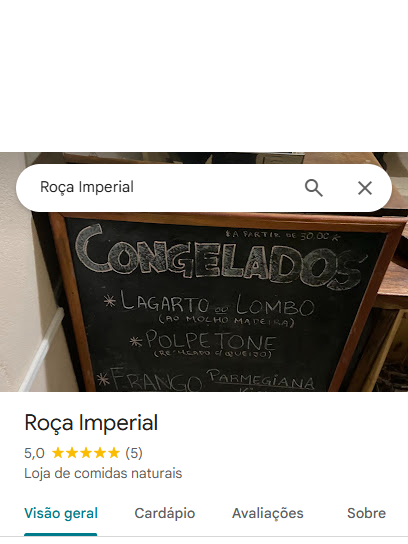 Roça Imperial
*A PARTIR DE 30,00*
CONGELADOS
*LAGARTO OU LOMBO
(AO MOLHO MADEIRA)
*POLPETONE
(RECHEADO C/QUEIJO)
*FRANGO PARMEGIANA
Roça Imperial
5,0 ★★★★★ (5)
Loja de comidas naturais
Visão geral Cardápio Avaliações Sobre